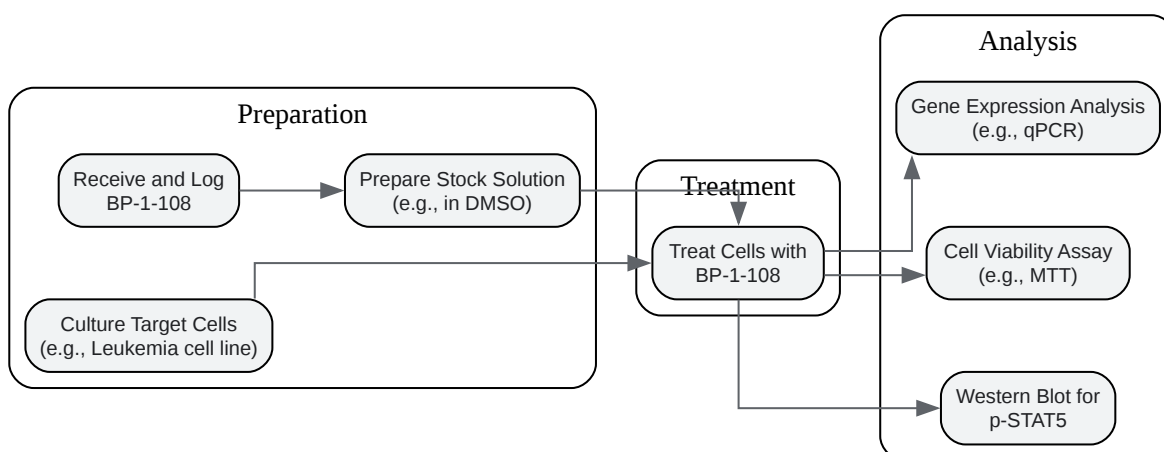 Preparation
Receive and Log
BP-1-108
Prepare Stock Solution
(e.g., in DMSO)
Culture Target Cells
(e.g., Leukemia cell line)
Treatment
Treat Cells with
BP-1-108
Analysis
Gene Expression Analysis
(e.g., qPCR)
Cell Viability Assay
(e.g., MTT)
Western Blot for
p-STAT5